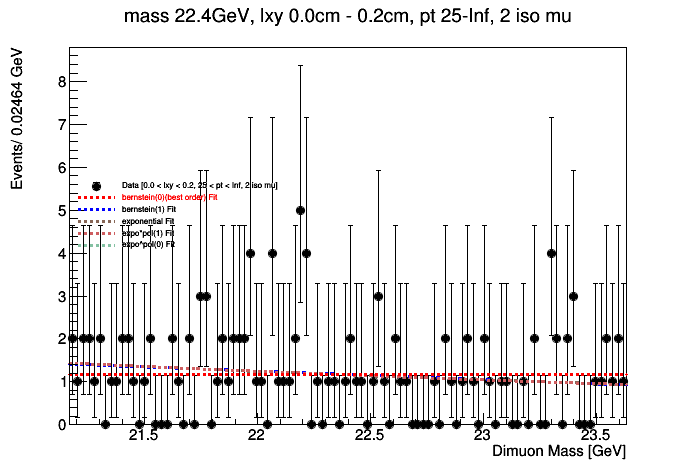 mass 22.4GeV, lxy 0.0cm - 0.2cm, pt 25-Inf, 2 iso mu
Events/ 0.02464 GeV
8
7
6
5
4
3
2
1
0
Data [0.0 < lxy < 0.2, 25 < pt < Inf, 2 iso mu]
bernstein(0)(best order) Fit
bernstein(1) Fit
exponential Fit
expo*pol(1) Fit
expo*pol(0) Fit
21.5 22 22.5 23 23.5
Dimuon Mass [GeV]